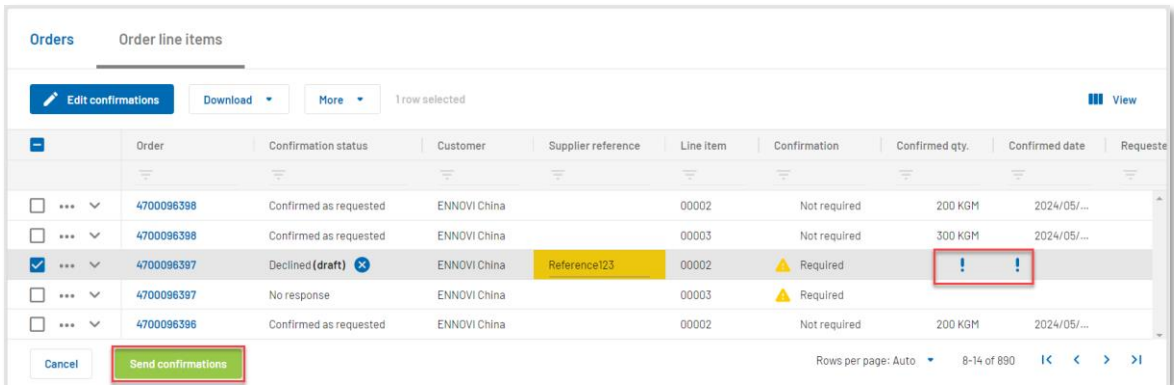 Orders Order line items
Edit confirmations Download More 1 row selected View
Order Confirmation status Customer Supplier reference Line item Confirmation Confirmed qty. Confirmed date Requeste
4700096398 Confirmed as requested ENNOVI China 00002 Not required 200 KGM 2024/05/...
4700096398 Confirmed as requested ENNOVI China 00003 Not required 300 KGM 2024/05/...
4700096397 Declined (draft) ENNOVI China Reference123 00002 Required ! !
4700096397 No response ENNOVI China 00003 Required
4700096396 Confirmed as requested ENNOVI China 00002 Not required 200 KGM 2024/05/...
Cancel Send confirmations Rows per page: Auto 8-14 of 890